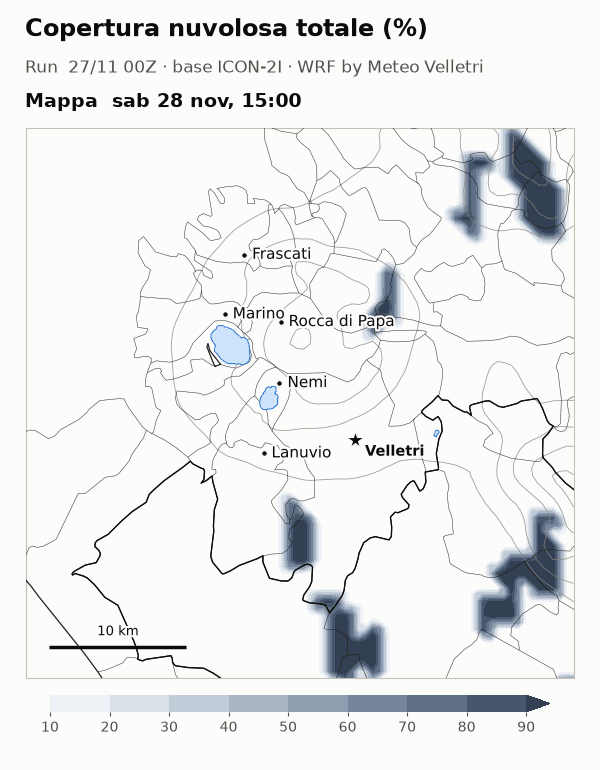 Copertura nuvolosa totale (%)
Run  27/11 00Z · base ICON-2I · WRF by Meteo Velletri
Mappa  sab 28 nov, 15:00
Frascati
Marino
Rocca di Papa
Nemi
Velletri
Lanuvio
10 km
10 20 30 40 50 60 70 80 90